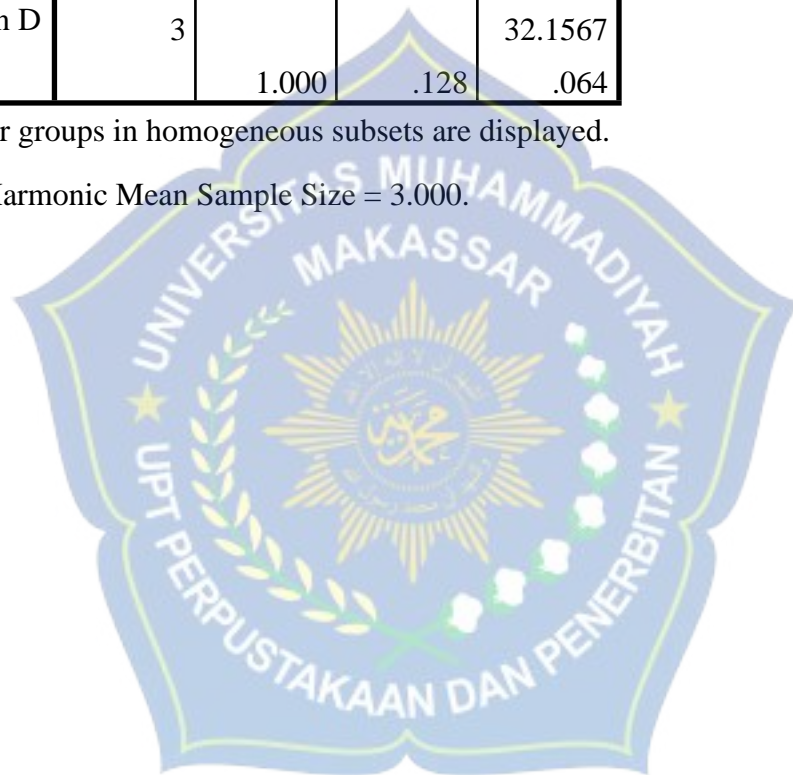 n D 3 32.1567
1.000 .128 .064
r groups in homogeneous subsets are displayed.
Harmonic Mean Sample Size = 3.000.
UNIVERSITAS MUHAMMADIYAH
MAKASSAR
UPT PERPUSTAKAAN DAN PENERBITAN